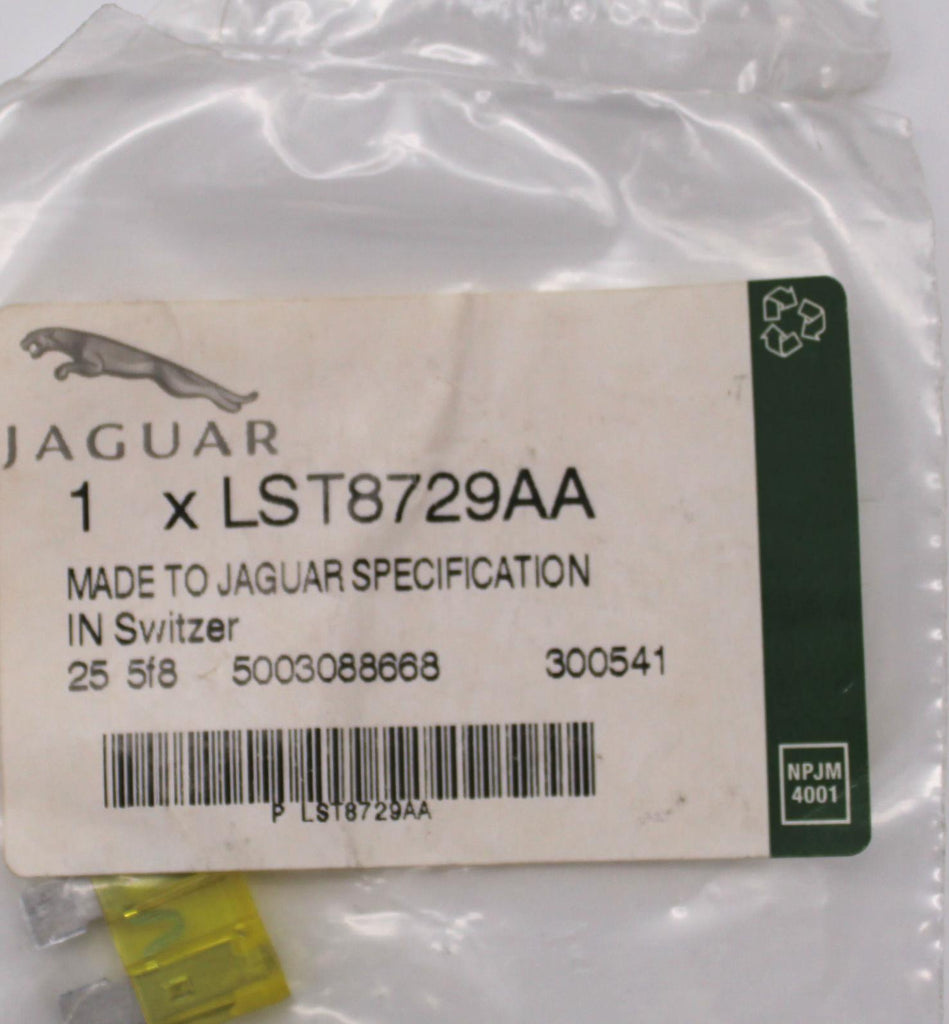 JAGUAR
1 x LST8729AA
MADE TO JAGUAR SPECIFICATION
IN Switzer
25 5f8 5003088668 300541
P LST8729AA
NPJM
4001